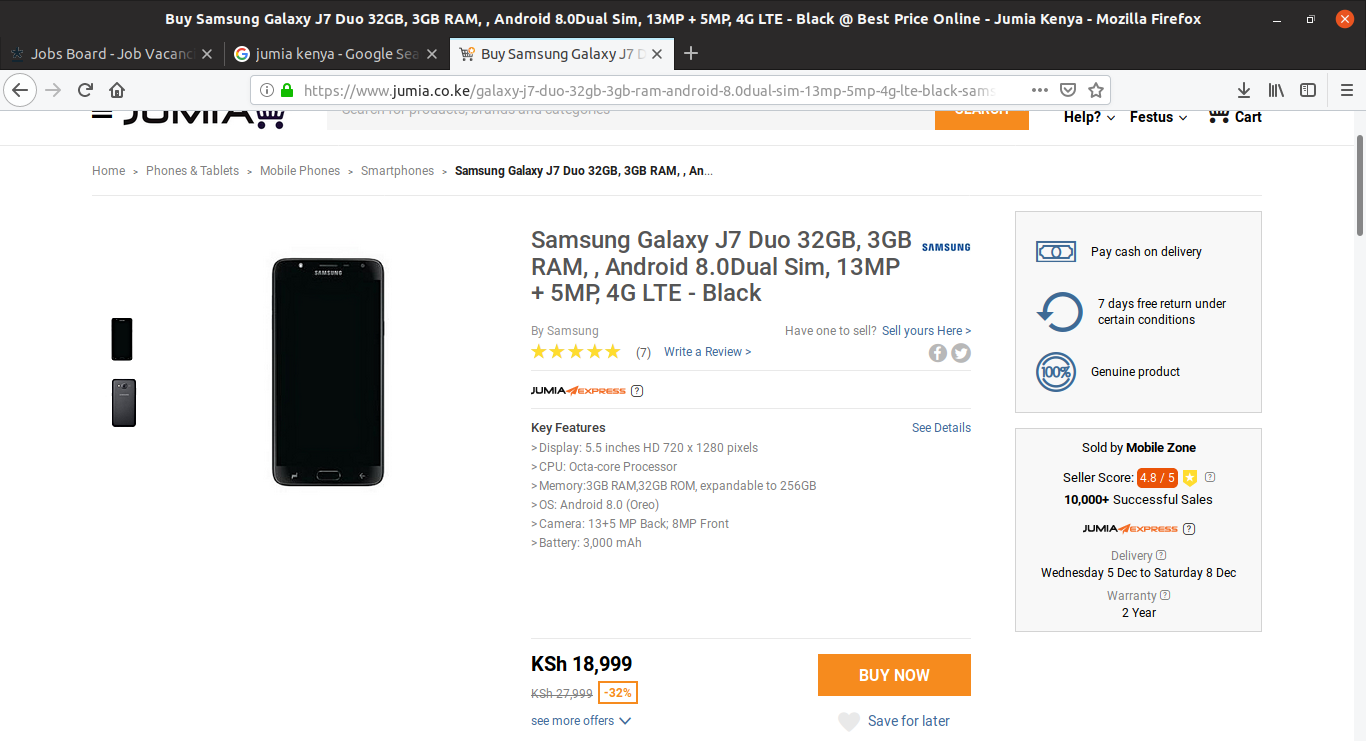 Buy Samsung Galaxy J7 Duo 32GB, 3GB RAM, , Android 8.0Dual Sim, 13MP + 5MP, 4G LTE - Black @ Best Price Online - Jumia Kenya - Mozilla Firefox
Jobs Board - Job Vacanc
jumia kenya - Google Sea
Buy Samsung Galaxy J7 D
https://www.jumia.co.ke/galaxy-j7-duo-32gb-3gb-ram-android-8.0dual-sim-13mp-5mp-4g-lte-black-sams
JUMIA
Search for products, brands and categories
SEARCH
Help?
Festus
Cart
Home > Phones & Tablets > Mobile Phones > Smartphones > Samsung Galaxy J7 Duo 32GB, 3GB RAM, , An...
SAMSUNG
Samsung Galaxy J7 Duo 32GB, 3GB
RAM, , Android 8.0Dual Sim, 13MP
+ 5MP, 4G LTE - Black
SAMSUNG
By Samsung
Have one to sell? Sell yours Here >
(7) Write a Review >
JUMIA EXPRESS ?
Key Features
See Details
> Display: 5.5 inches HD 720 x 1280 pixels
> CPU: Octa-core Processor
> Memory:3GB RAM,32GB ROM, expandable to 256GB
> OS: Android 8.0 (Oreo)
> Camera: 13+5 MP Back; 8MP Front
> Battery: 3,000 mAh
KSh 18,999
KSh 27,999 -32%
see more offers
BUY NOW
Save for later
Pay cash on delivery
7 days free return under
certain conditions
100%
Genuine product
Sold by Mobile Zone
Seller Score: 4.8 / 5 ?
10,000+ Successful Sales
JUMIA EXPRESS ?
Delivery ?
Wednesday 5 Dec to Saturday 8 Dec
Warranty ?
2 Year